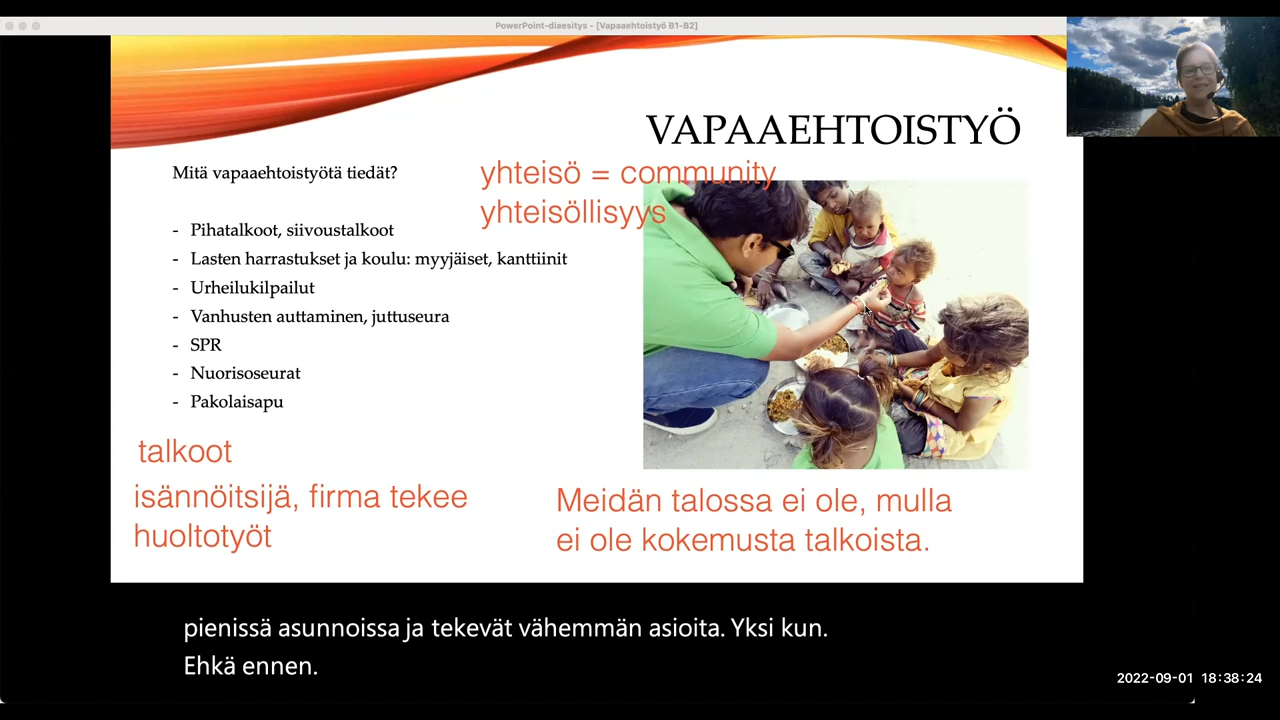 PowerPoint-diaesitys - [Vapaaehtoistyö B1-B2]
VAPAAEHTOISTYÖ
Mitä vapaaehtoistyötä tiedät?
yhteisö = community
yhteisöllisyys
- Pihatalkoot, siivoustalkoot
- Lasten harrastukset ja koulu: myyjäiset, kanttiinit
- Urheilukilpailut
- Vanhusten auttaminen, juttuseura
- SPR
- Nuorisoseurat
- Pakolaisapu
talkoot
isännöitsijä, firma tekee
huoltotyöt
Meidän talossa ei ole, mulla
ei ole kokemusta talkoista.
pienissä asunnoissa ja tekevät vähemmän asioita. Yksi kun.
Ehkä ennen.
2022-09-01 18:38:24